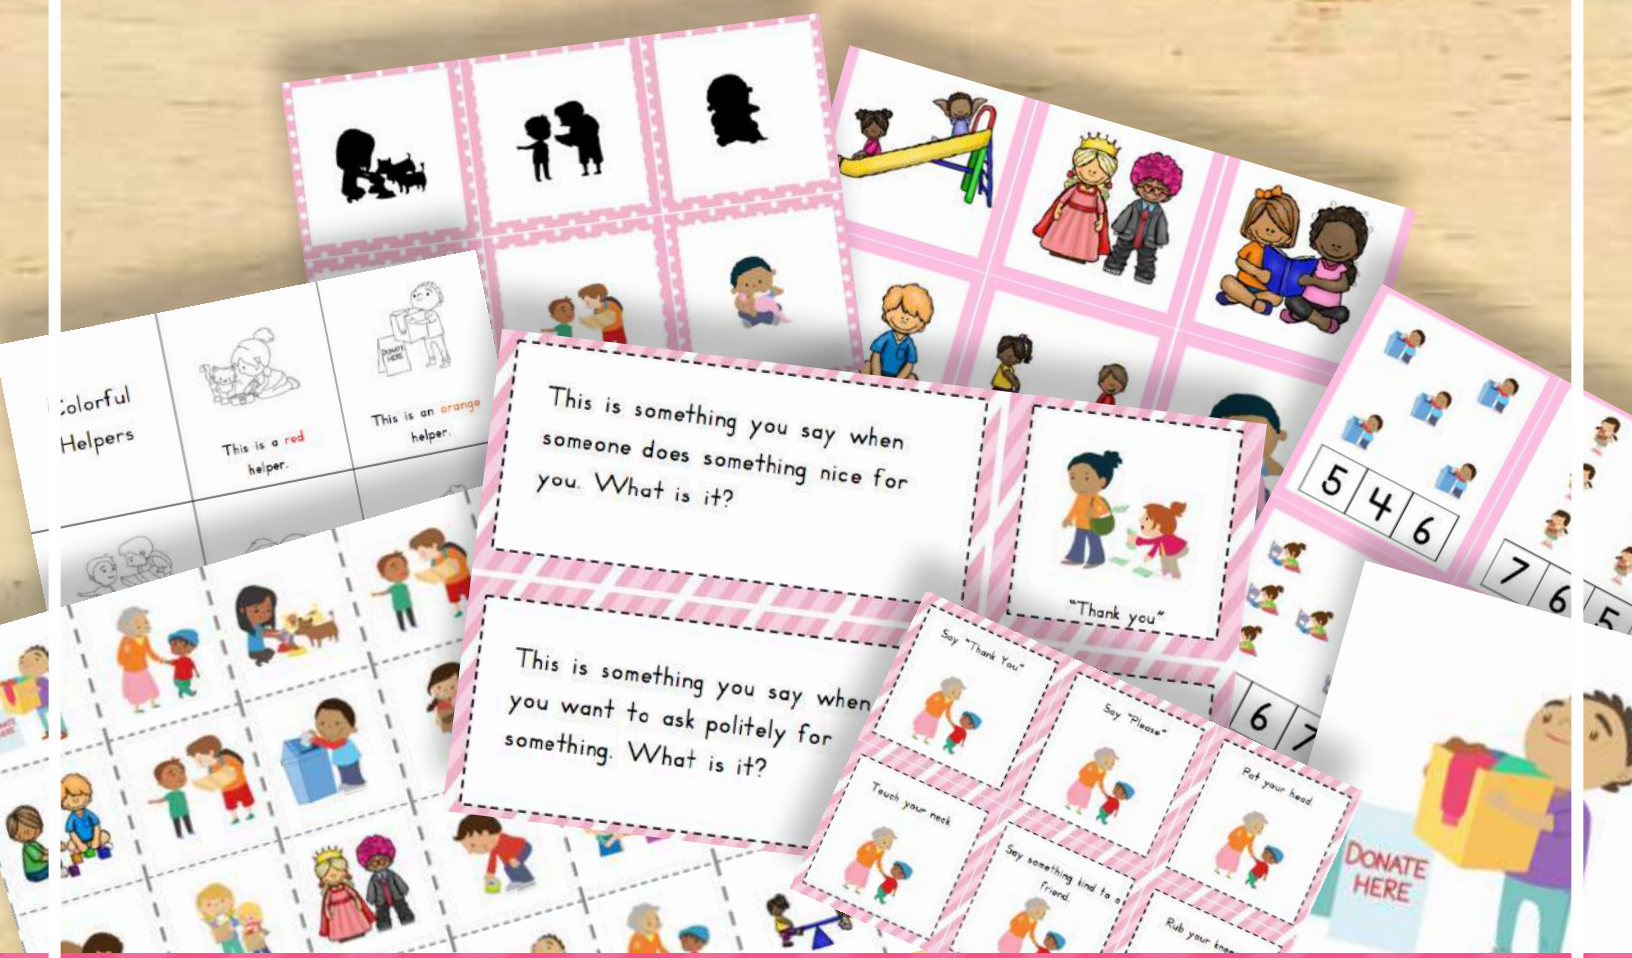 Colorful
Helpers
This is a red
helper.
DONATE
HERE
This is an orange
helper.
This is something you say when
someone does something nice for
you. What is it?
"Thank you"
This is something you say when
you want to ask politely for
something. What is it?
5 4 6
7 6 5
6 7
Say "Thank You"
Say "Please"
Pat your head.
Touch your neck
Say something kind to a
friend.
Rub your knee
DONATE
HERE